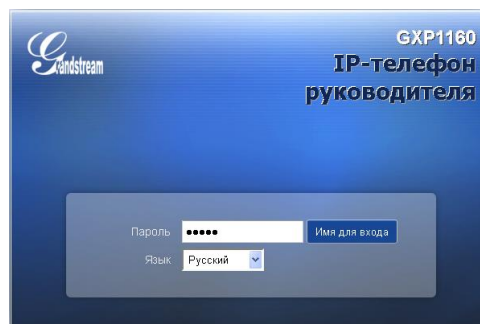 Grandstream
GXP1160
IP-телефон
руководителя
Пароль ●●●●● Имя для входа
Язык Русский